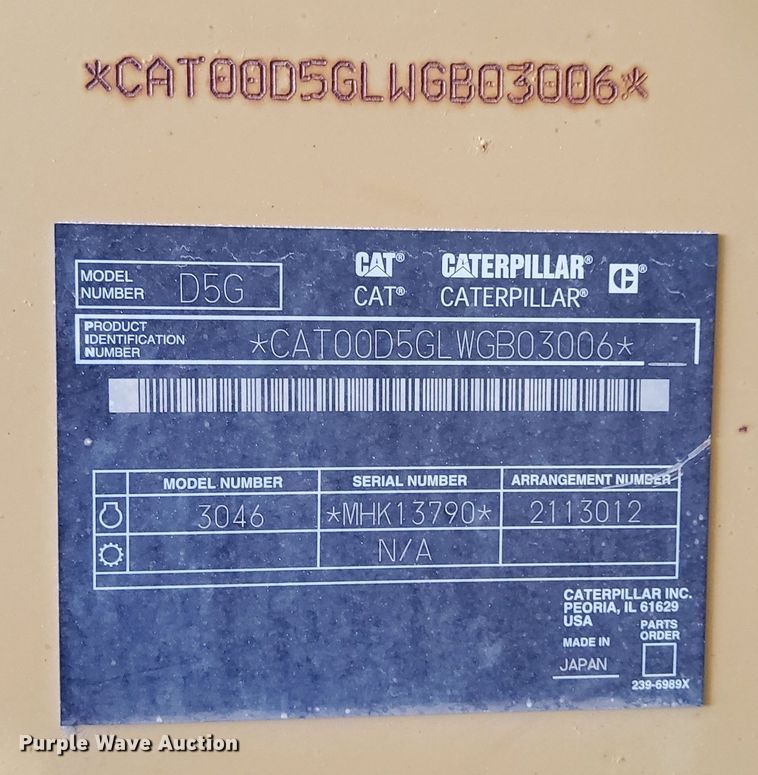 *CAT00D5GLWGB03006*
MODEL NUMBER D5G
CAT® CATERPILLAR® C®
CAT® CATERPILLAR®
PRODUCT IDENTIFICATION NUMBER *CAT00D5GLWGB03006*
MODEL NUMBER SERIAL NUMBER ARRANGEMENT NUMBER
3046 *MHK13790* 2113012
N/A
CATERPILLAR INC.
PEORIA, IL 61629
USA
MADE IN JAPAN
PARTS ORDER
239-6989X
Purple Wave Auction